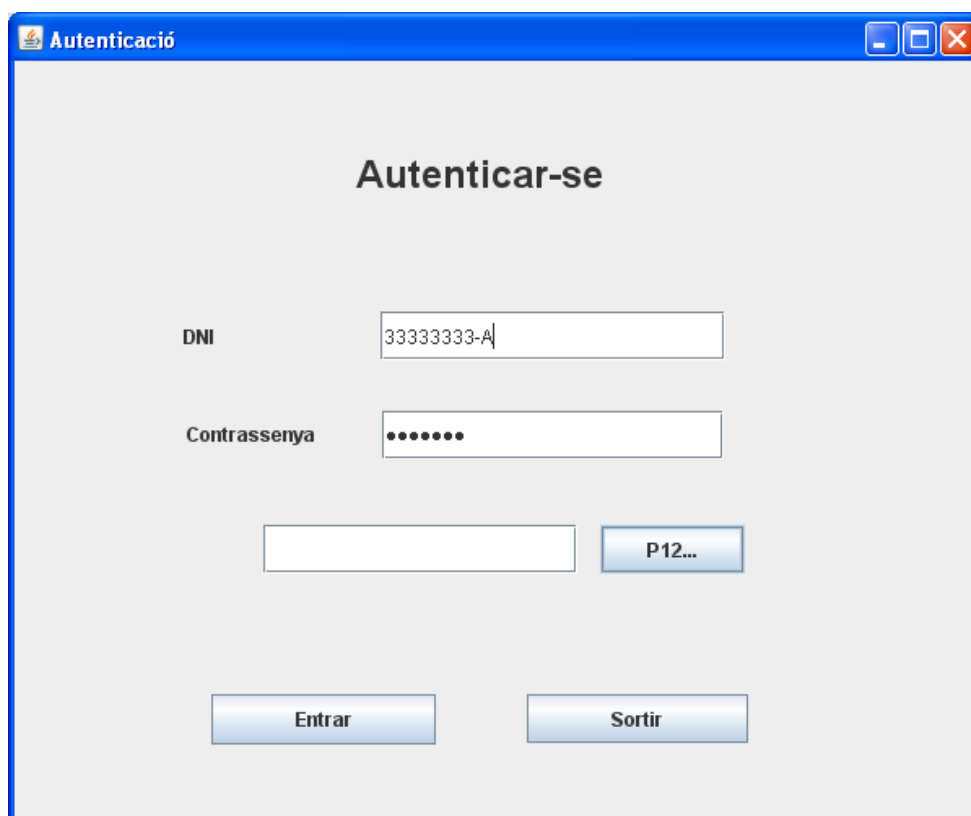 Autenticació
Autenticar-se
DNI 33333333-A
Contrassenya •••••••
P12...
Entrar Sortir